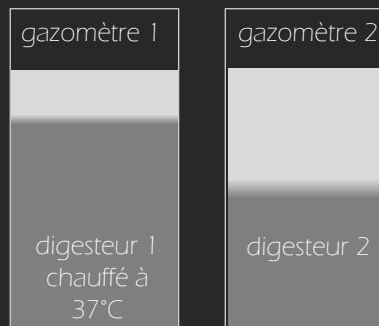 gazomètre 1
gazomètre 2
digesteur 1
chauffé à
37°C
digesteur 2